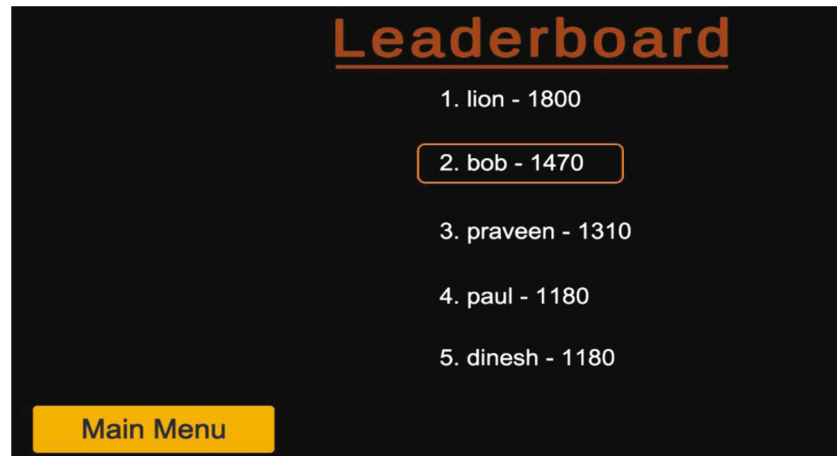 Leaderboard
1. lion - 1800
2. bob - 1470
3. praveen - 1310
4. paul - 1180
5. dinesh - 1180
Main Menu